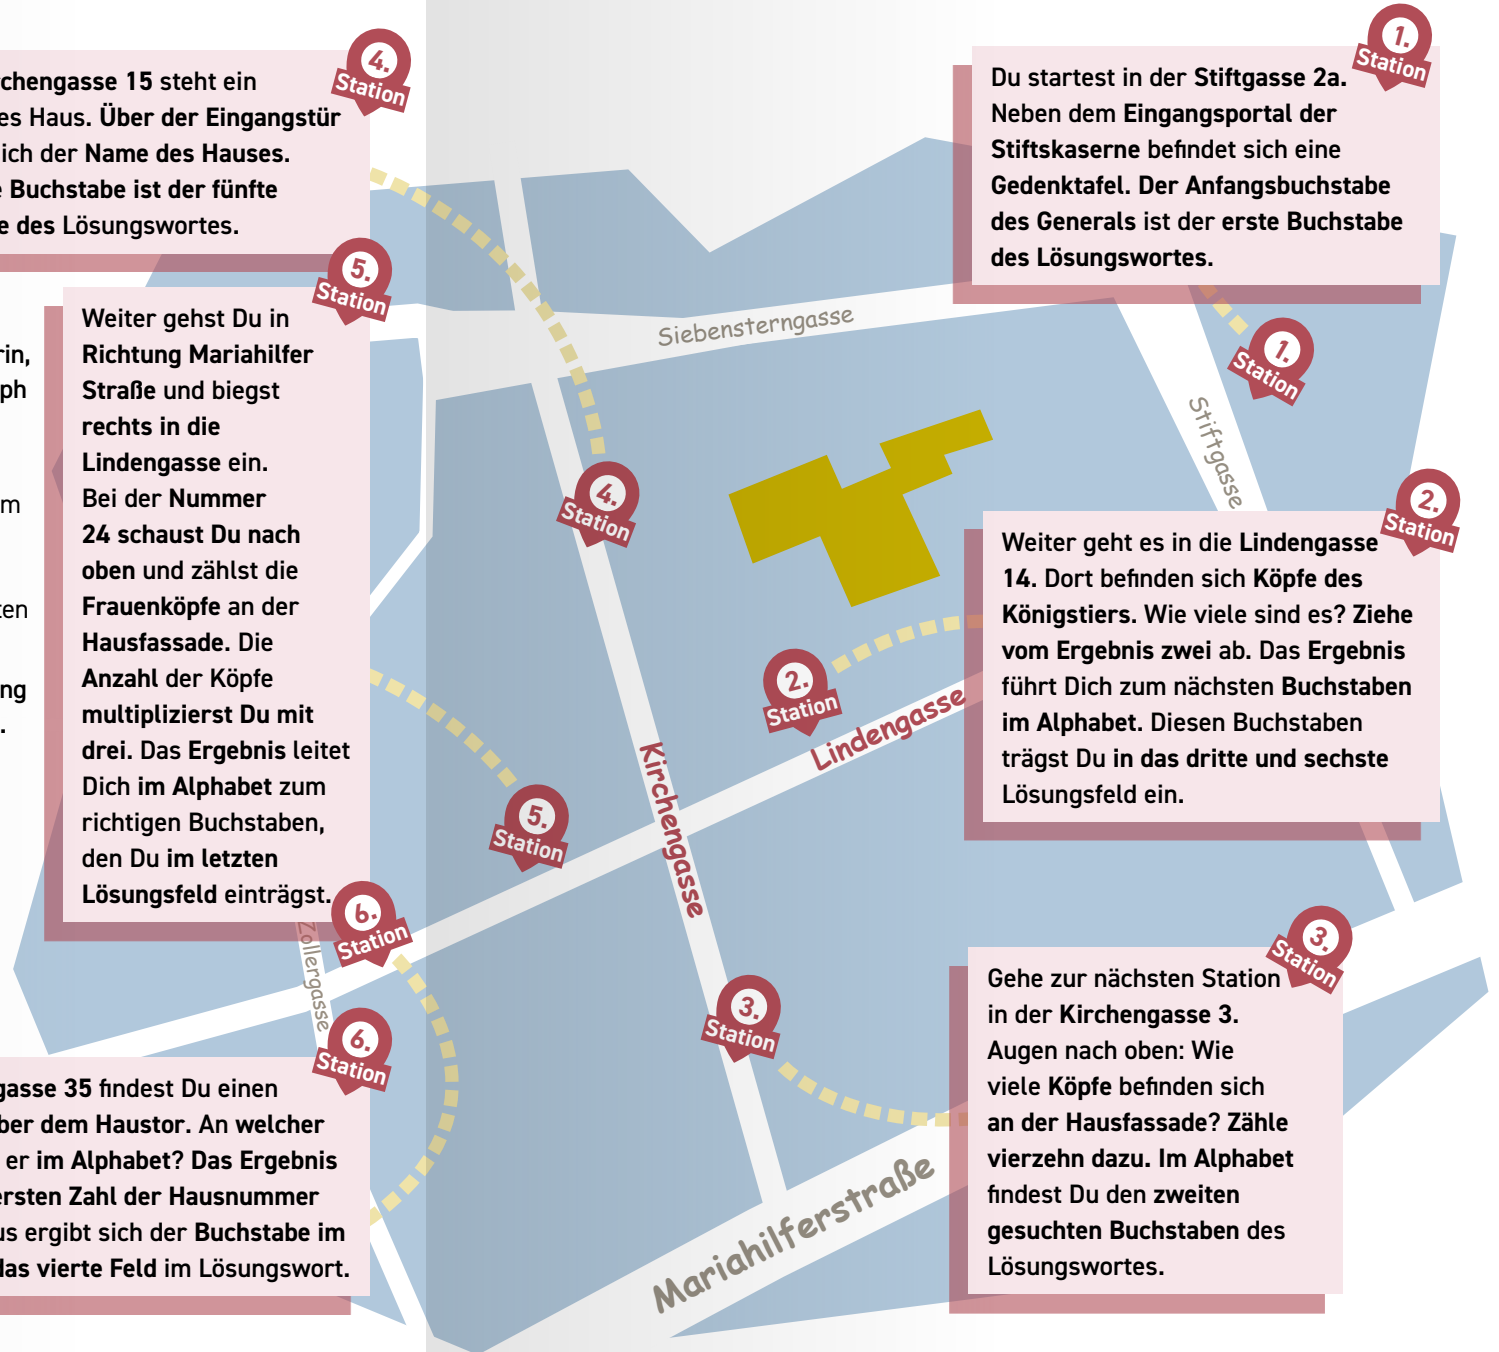 1.
Station
Du startest in der Stiftgasse 2a.
Neben dem Eingangsportal der
Stiftskaserne befindet sich eine
Gedenktafel. Der Anfangsbuchstabe
des Generals ist der erste Buchstabe
des Lösungswortes.
2.
Station
Weiter geht es in die Lindengasse
14. Dort befinden sich Köpfe des
Königstiers. Wie viele sind es? Ziehe
vom Ergebnis zwei ab. Das Ergebnis
führt Dich zum nächsten Buchstaben
im Alphabet. Diesen Buchstaben
trägst Du in das dritte und sechste
Lösungsfeld ein.
3.
Station
Gehe zur nächsten Station
in der Kirchengasse 3.
Augen nach oben: Wie
viele Köpfe befinden sich
an der Hausfassade? Zähle
vierzehn dazu. Im Alphabet
findest Du den zweiten
gesuchten Buchstaben des
Lösungswortes.
4.
Station
15 steht ein
Haus. Über der Eingangstür
der Name des Hauses.
Buchstabe ist der fünfte
des Lösungswortes.
5.
Station
Weiter gehst Du in
Richtung Mariahilfer
Straße und biegst
rechts in die
Lindengasse ein.
Bei der Nummer
24 schaust Du nach
oben und zählst die
Frauenköpfe an der
Hausfassade. Die
Anzahl der Köpfe
multiplizierst Du mit
drei. Das Ergebnis leitet
Dich im Alphabet zum
richtigen Buchstaben,
den Du im letzten
Lösungsfeld einträgst.
6.
Station
6.
Station
35 findest Du einen
dem Haustor. An welcher
er im Alphabet? Das Ergebnis
ersten Zahl der Hausnummer
ergibt sich der Buchstabe im
das vierte Feld im Lösungswort.
Siebensterngasse
Stiftgasse
1.
Station
4.
Station
2.
Station
Lindengasse
Kirchengasse
5.
Station
Zollergasse
3.
Station
Mariahilferstraße